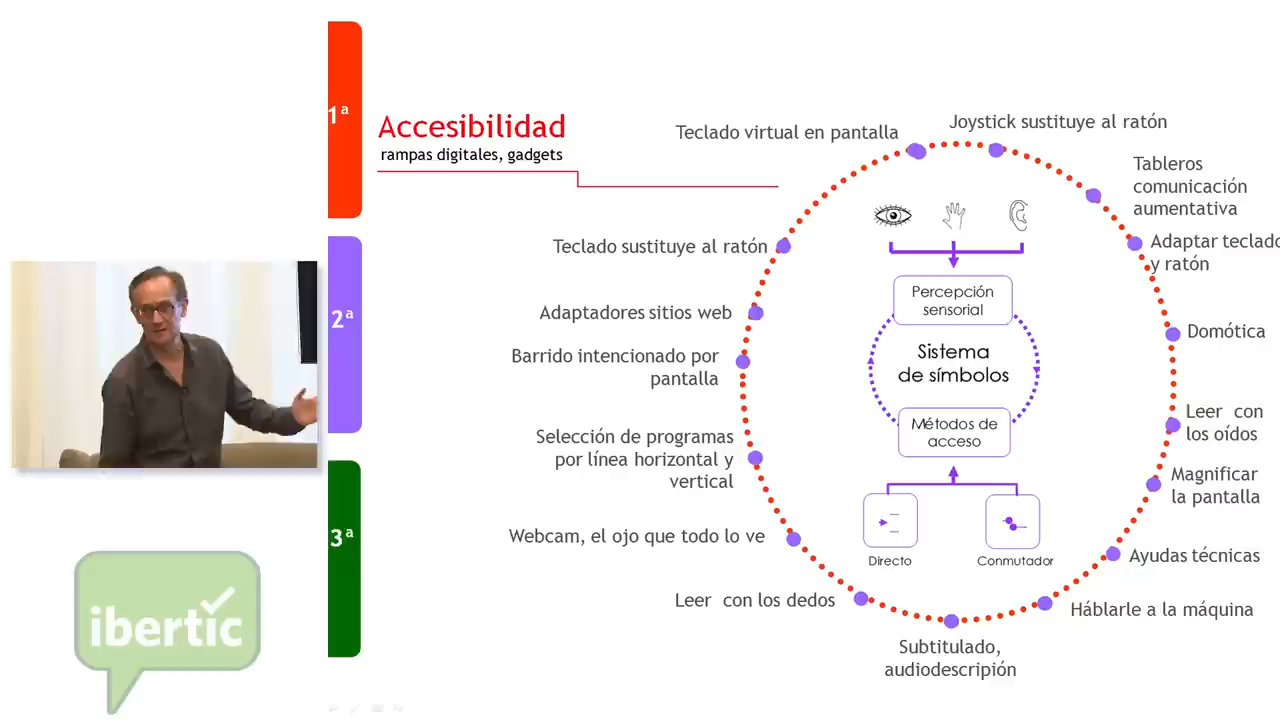 1ª
2ª
3ª
Accesibilidad
rampas digitales, gadgets
Teclado virtual en pantalla
Joystick sustituye al ratón
Tableros
comunicación
aumentativa
Adaptar teclado
y ratón
Domótica
Leer con
los oídos
Magnificar
la pantalla
Ayudas técnicas
Háblarle a la máquina
Subtitulado,
audiodescripión
Leer con los dedos
Webcam, el ojo que todo lo ve
Selección de programas
por línea horizontal y
vertical
Barrido intencionado por
pantalla
Adaptadores sitios web
Teclado sustituye al ratón
Percepción
sensorial
Sistema
de símbolos
Métodos de
acceso
Directo
Conmutador
ibertic